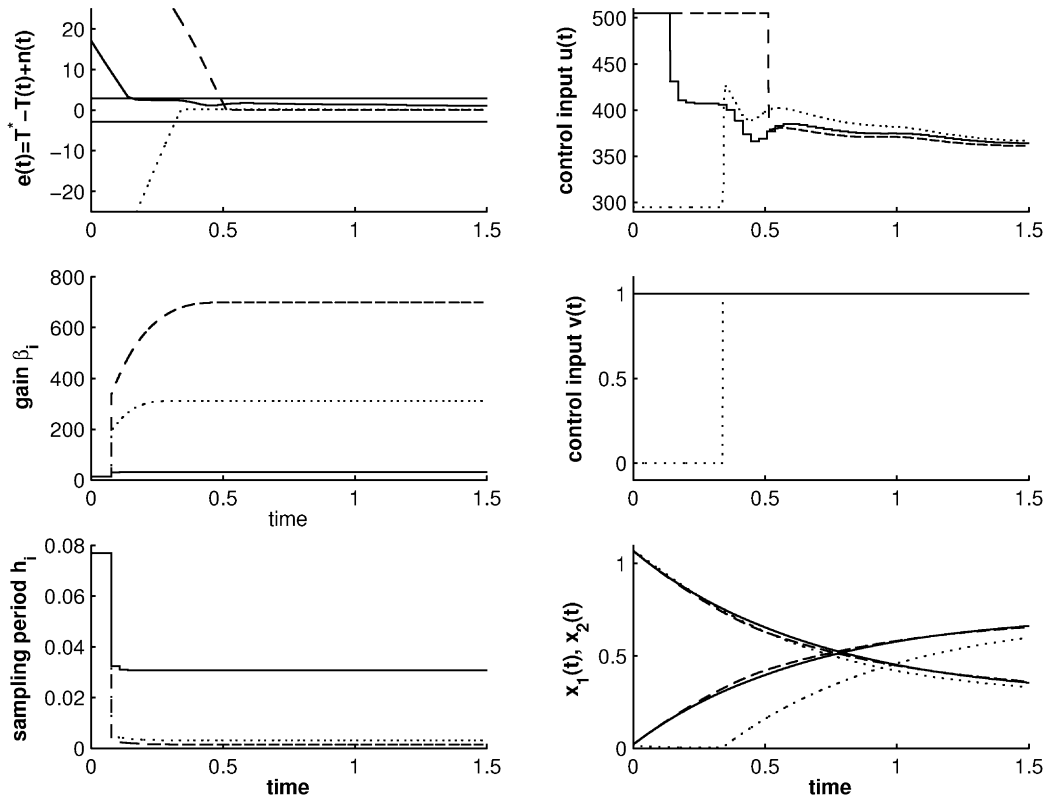 e(t)=T*−T(t)+n(t)
20
10
0
−10
−20
0 0.5 1 1.5
control input u(t)
500
450
400
350
300
0 0.5 1 1.5
gain βi
800
600
400
200
0
0 0.5 1 1.5
time
control input v(t)
1
0.5
0
0 0.5 1 1.5
sampling period hi
0.08
0.06
0.04
0.02
0
0 0.5 1 1.5
time
x1(t), x2(t)
1
0.5
0
0 0.5 1 1.5
time